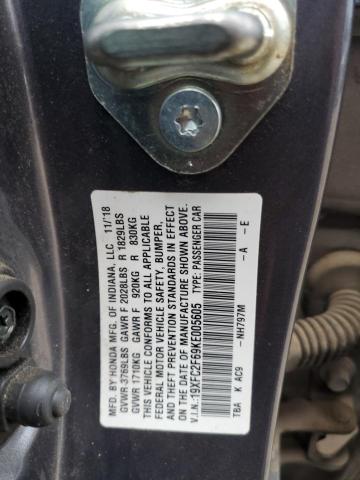 MFD. BY HONDA MFG. OF INDIANA, LLC 11/18
GVWR-3769LBS GAWR F 2028LBS R 1829LBS
GVWR 1710KG GAWR F 920KG R 830KG
THIS VEHICLE CONFORMS TO ALL APPLICABLE
FEDERAL MOTOR VEHICLE SAFETY, BUMPER,
AND THEFT PREVENTION STANDARDS IN EFFECT
ON THE DATE OF MANUFACTURE SHOWN ABOVE.
V.I.N.:19XFC2F69KE005605 TYPE: PASSENGER CAR
-NH797M -A -E
TBA K AC9